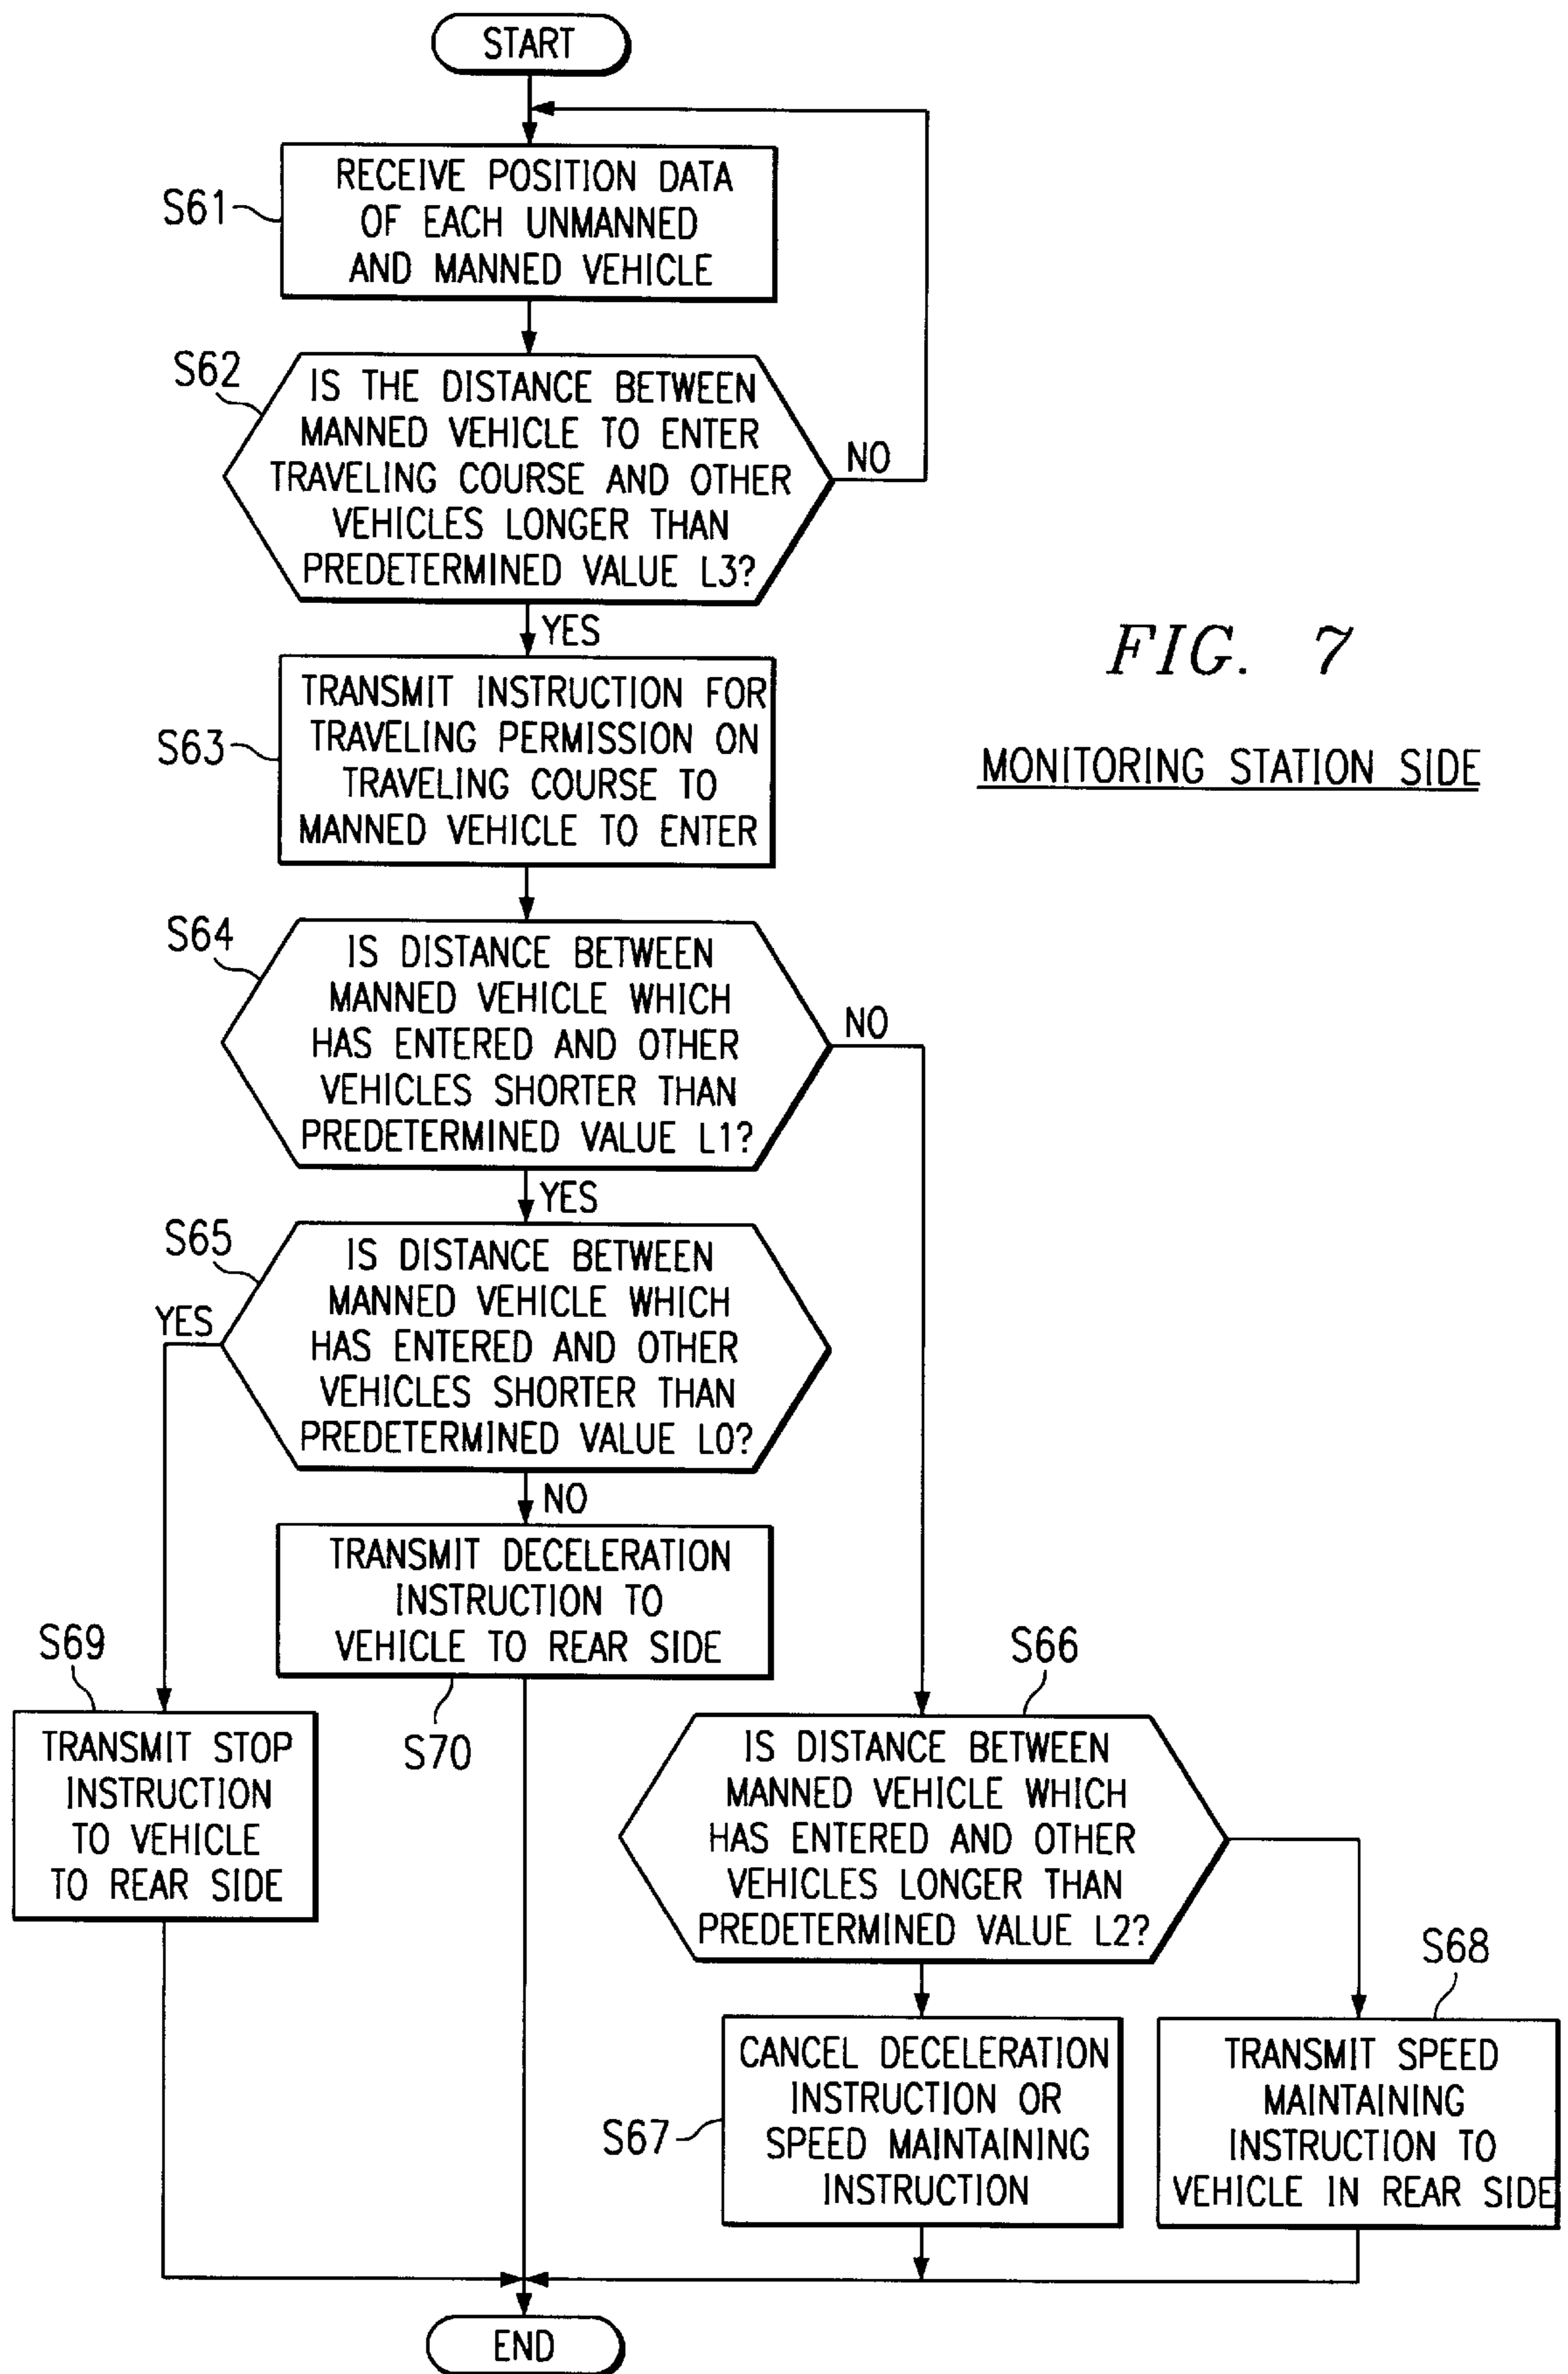 START
S61
RECEIVE POSITION DATA
OF EACH UNMANNED
AND MANNED VEHICLE
S62
IS THE DISTANCE BETWEEN
MANNED VEHICLE TO ENTER
TRAVELING COURSE AND OTHER
VEHICLES LONGER THAN
PREDETERMINED VALUE L3?
NO
YES
FIG. 7
MONITORING STATION SIDE
S63
TRANSMIT INSTRUCTION FOR
TRAVELING PERMISSION ON
TRAVELING COURSE TO
MANNED VEHICLE TO ENTER
S64
IS DISTANCE BETWEEN
MANNED VEHICLE WHICH
HAS ENTERED AND OTHER
VEHICLES SHORTER THAN
PREDETERMINED VALUE L1?
NO
YES
S65
IS DISTANCE BETWEEN
MANNED VEHICLE WHICH
HAS ENTERED AND OTHER
VEHICLES SHORTER THAN
PREDETERMINED VALUE L0?
YES
NO
TRANSMIT DECELERATION
INSTRUCTION TO
VEHICLE TO REAR SIDE
S70
S69
TRANSMIT STOP
INSTRUCTION
TO VEHICLE
TO REAR SIDE
S66
IS DISTANCE BETWEEN
MANNED VEHICLE WHICH
HAS ENTERED AND OTHER
VEHICLES LONGER THAN
PREDETERMINED VALUE L2?
S67
CANCEL DECELERATION
INSTRUCTION OR
SPEED MAINTAINING
INSTRUCTION
S68
TRANSMIT SPEED
MAINTAINING
INSTRUCTION TO
VEHICLE IN REAR SIDE
END